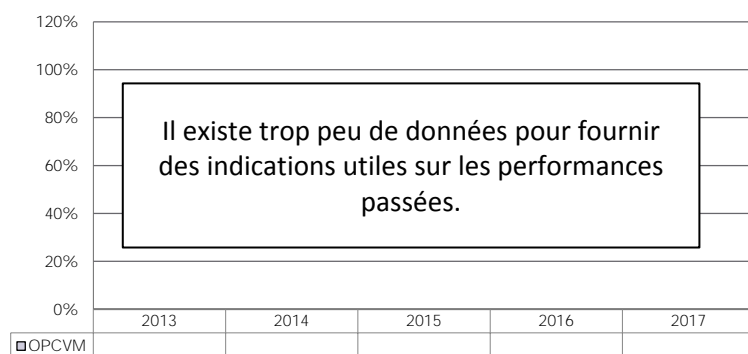 120%
100%
80%
60%
40%
20%
0%
Il existe trop peu de données pour fournir
des indications utiles sur les performances
passées.
2013 2014 2015 2016 2017
OPCVM